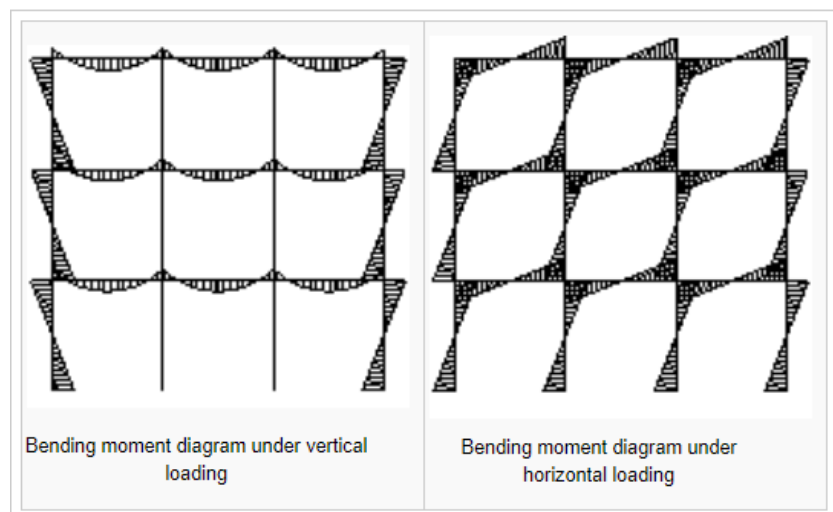 Bending moment diagram under vertical
loading
Bending moment diagram under
horizontal loading